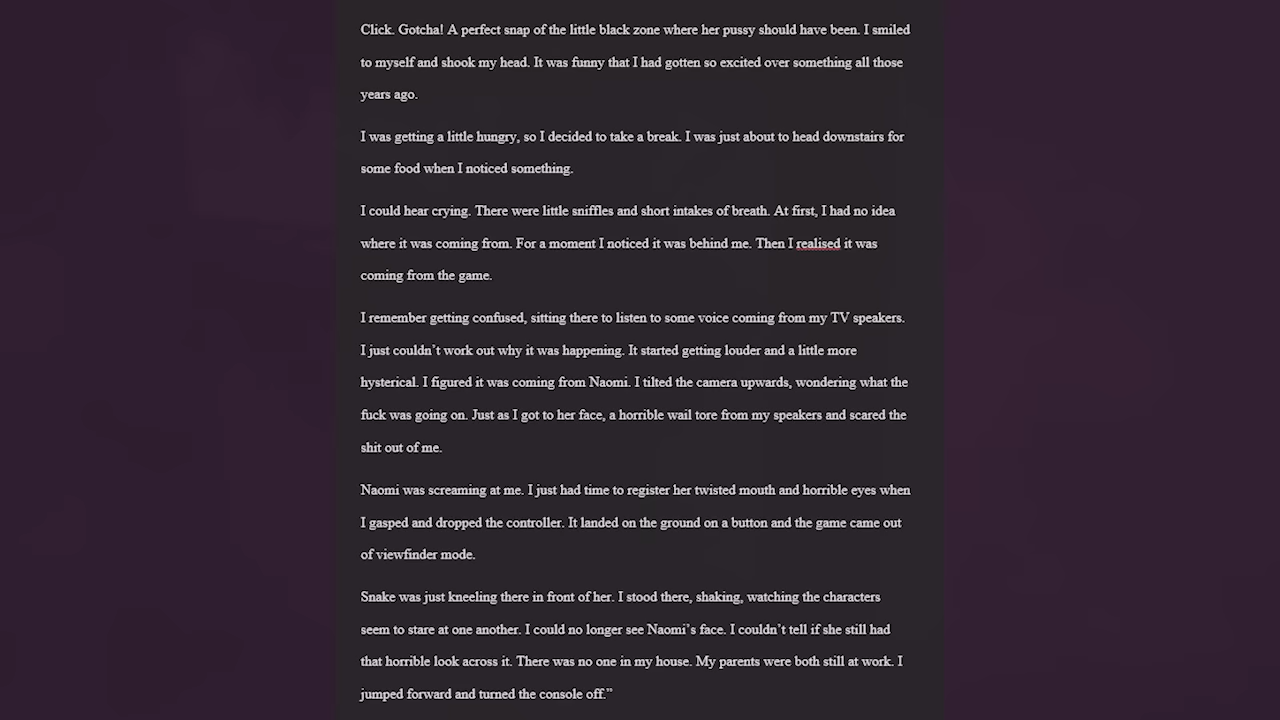 Click. Gotcha! A perfect snap of the little black zone where her pussy should have been. I smiled
to myself and shook my head. It was funny that I had gotten so excited over something all those
years ago.
I was getting a little hungry, so I decided to take a break. I was just about to head downstairs for
some food when I noticed something.
I could hear crying. There were little sniffles and short intakes of breath. At first, I had no idea
where it was coming from. For a moment I noticed it was behind me. Then I realised it was
coming from the game.
I remember getting confused, sitting there to listen to some voice coming from my TV speakers.
I just couldn’t work out why it was happening. It started getting louder and a little more
hysterical. I figured it was coming from Naomi. I tilted the camera upwards, wondering what the
fuck was going on. Just as I got to her face, a horrible wail tore from my speakers and scared the
shit out of me.
Naomi was screaming at me. I just had time to register her twisted mouth and horrible eyes when
I gasped and dropped the controller. It landed on the ground on a button and the game came out
of viewfinder mode.
Snake was just kneeling there in front of her. I stood there, shaking, watching the characters
seem to stare at one another. I could no longer see Naomi’s face. I couldn’t tell if she still had
that horrible look across it. There was no one in my house. My parents were both still at work. I
jumped forward and turned the console off.”